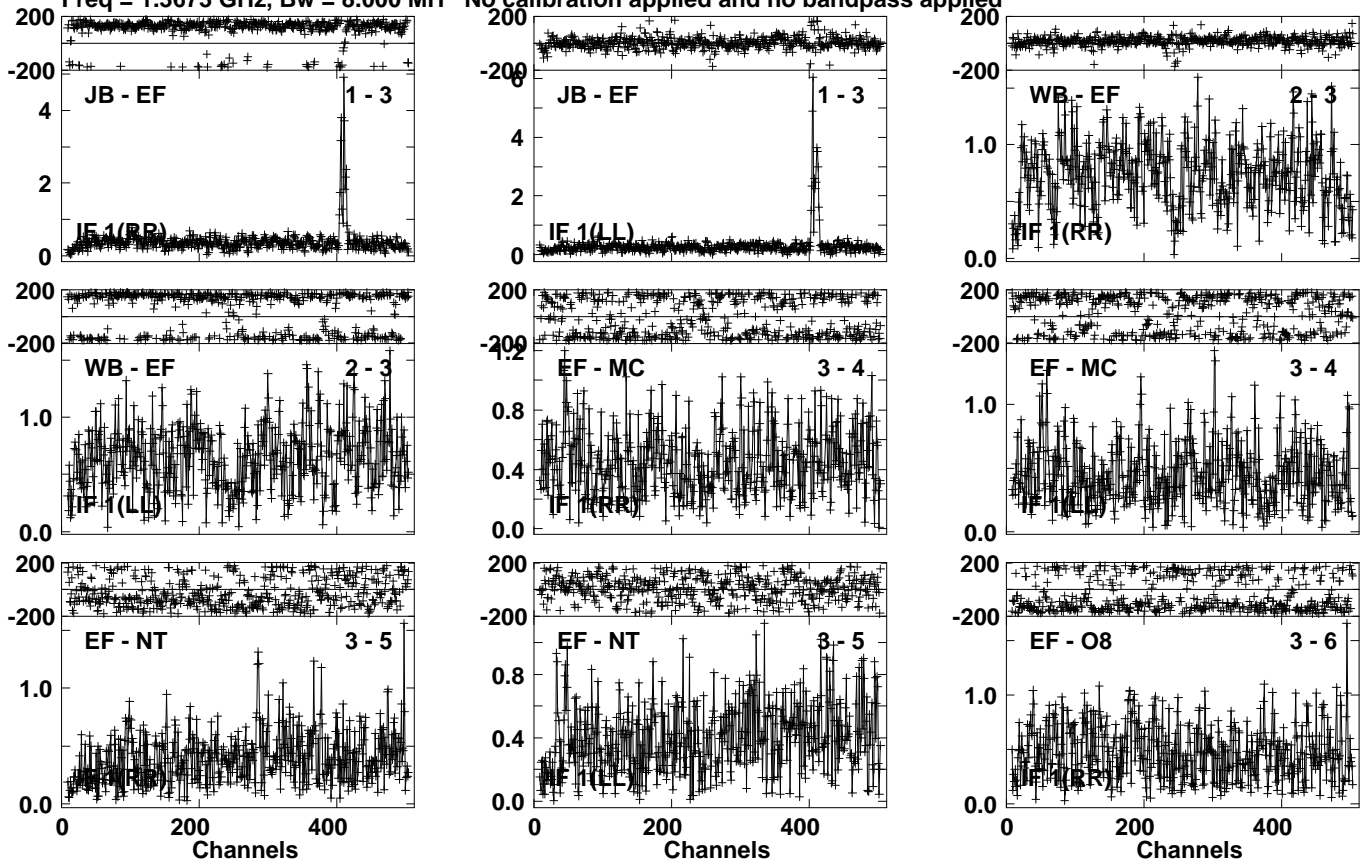 Freq = 1.5675 GHz, Bw = 8.000 MH No calibration applied and no bandpass applied
200
-200
JB - EF 1 - 3
4
2
0
IF 1(RR)
200
-200
6
JB - EF 1 - 3
4
2
0
IF 1(LL)
200
-200
WB - EF 2 - 3
1.0
0.0
IF 1(RR)
200
-200
WB - EF 2 - 3
1.0
0.0
IF 1(LL)
200
-200
1.2
EF - MC 3 - 4
0.8
0.4
0.0
IF 1(RR)
200
-200
EF - MC 3 - 4
1.0
0.0
IF 1(LL)
200
-200
EF - NT 3 - 5
1.0
0.0
IF 1(RR)
0 200 400
Channels
200
-200
EF - NT 3 - 5
0.8
0.4
0.0
IF 1(LL)
0 200 400
Channels
200
-200
EF - O8 3 - 6
1.0
0.0
IF 1(RR)
0 200 400
Channels